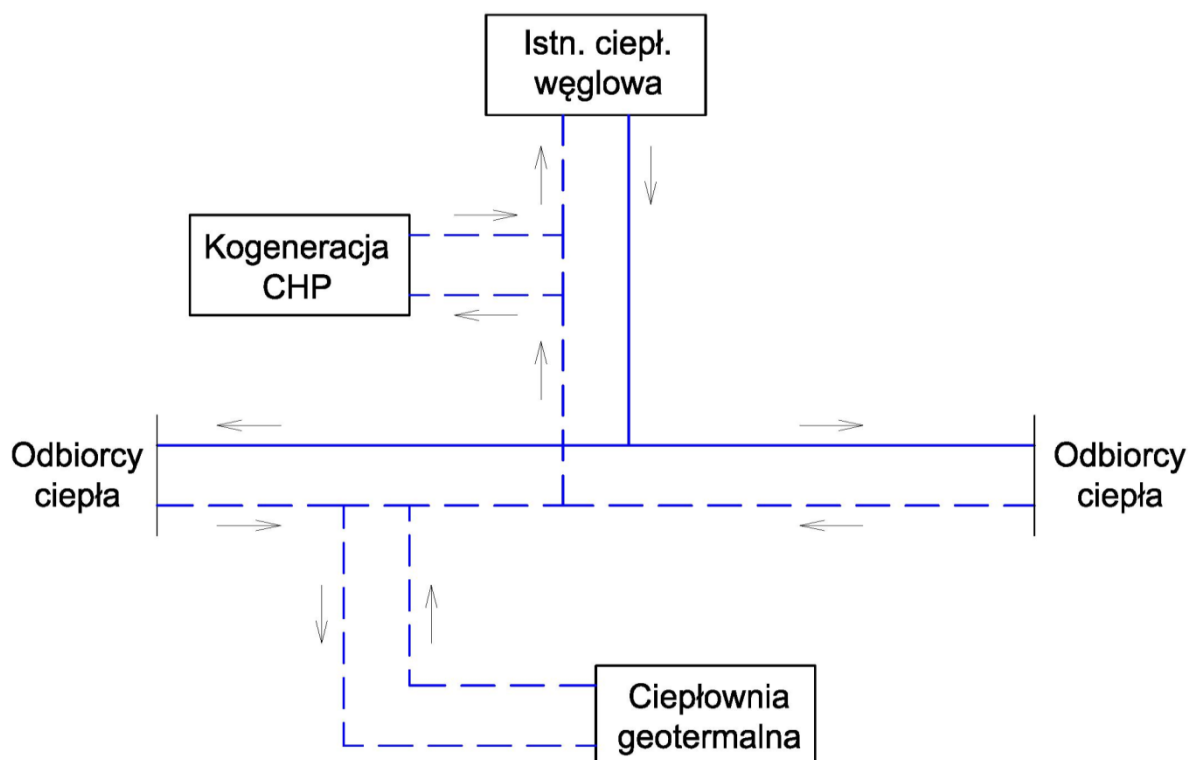 Istn. ciepł.
węglowa
Kogeneracja
CHP
Odbiorcy
ciepła
Odbiorcy
ciepła
Ciepłownia
geotermalna